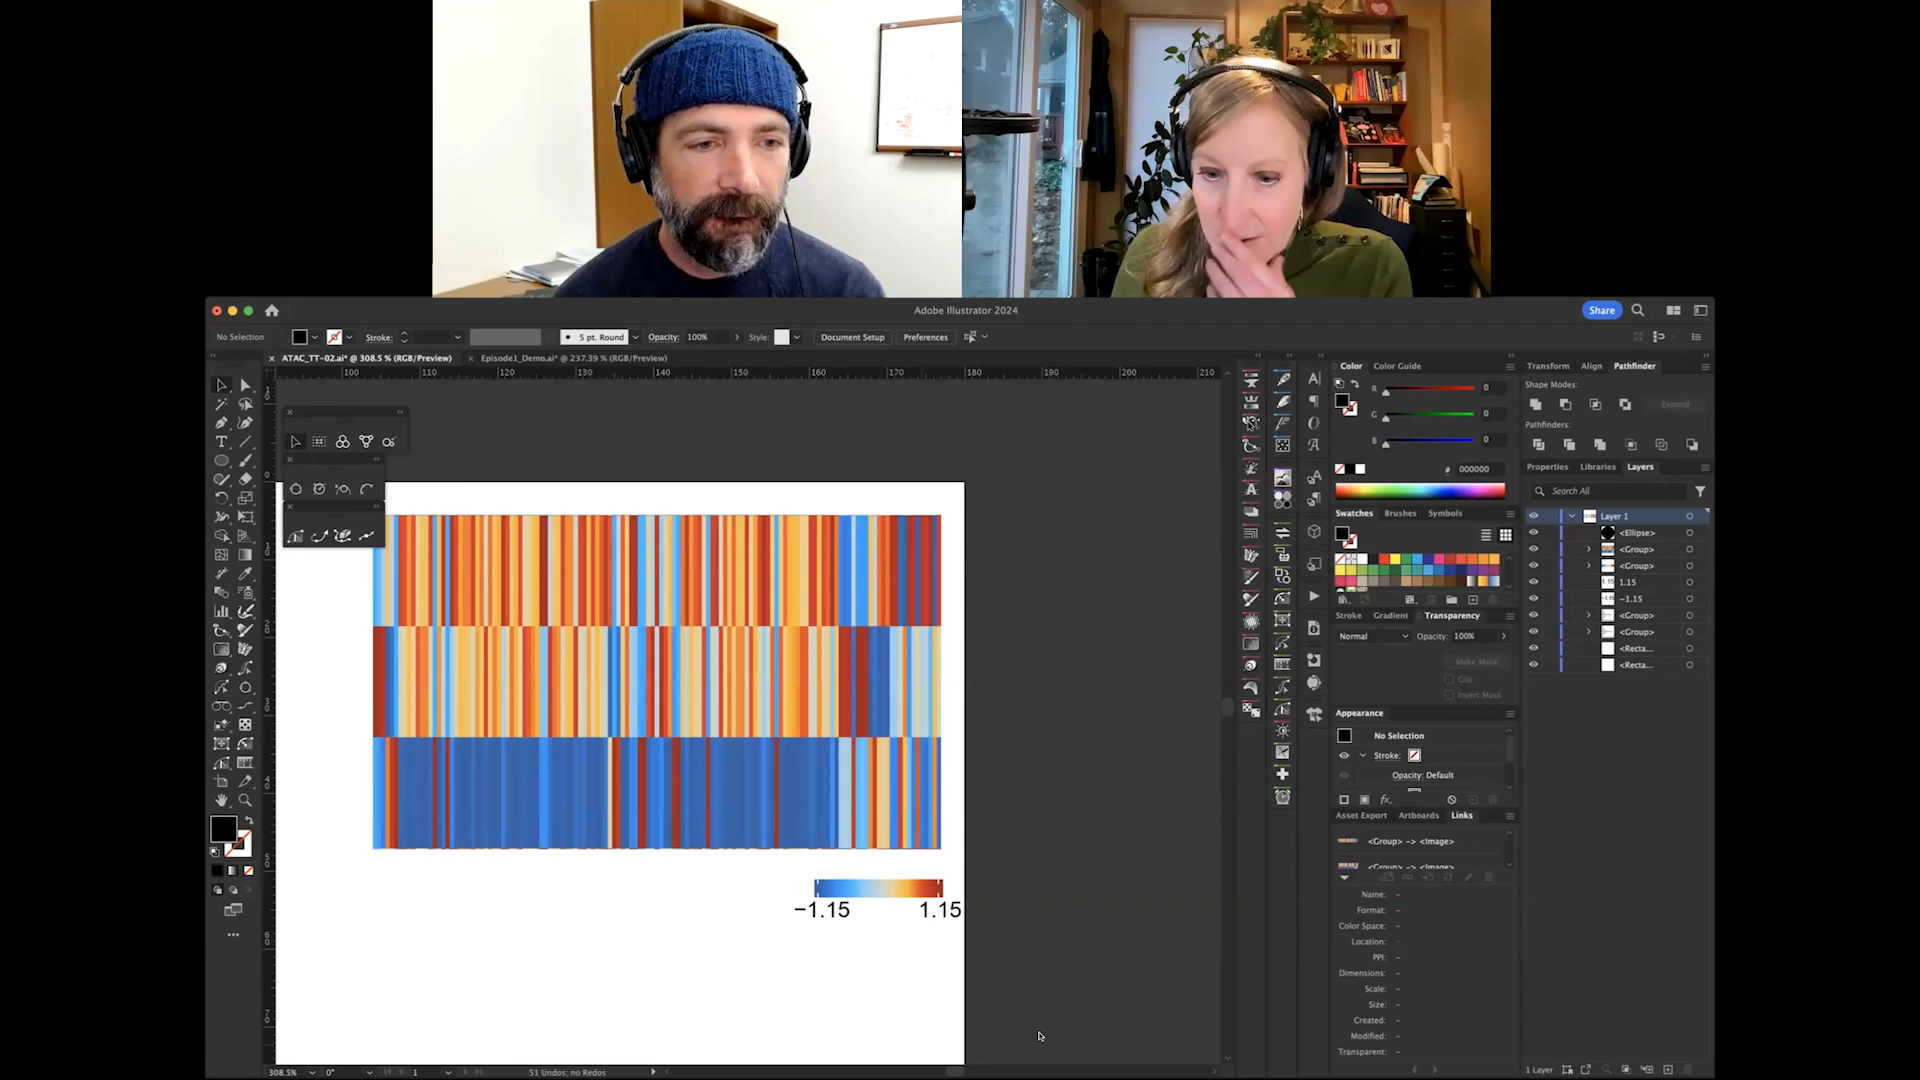 Adobe Illustrator 2024
Share
No Selection
Stroke:
5 pt. Round
Opacity: 100%
Style:
Document Setup
Preferences
ATAC_TT-02.ai* @ 308.5 % (RGB/Preview)
Episode1_Demo.ai* @ 237.39 % (RGB/Preview)
100 110 120 130 140 150 160 170 180 190 200 210
−1.15 1.15
Color Color Guide
R 0
G 0
B 0
# 000000
Swatches Brushes Symbols
Stroke Gradient Transparency
Normal Opacity: 100%
Make Mask
Clip
Invert Mask
Appearance
No Selection
Stroke:
Opacity: Default
fx.
Asset Export Artboards Links
<Group> -> <Image>
<Group> -> <Image>
Name: –
Format: –
Color Space: –
Location: –
PPI: –
Dimensions: –
Scale: –
Size: –
Created: –
Modified: –
Transparent: –
Transform Align Pathfinder
Shape Modes:
Expand
Pathfinders:
Properties Libraries Layers
Search All
Layer 1
<Ellipse>
<Group>
<Group>
1.15
−1.15
<Group>
<Group>
<Recta...
<Recta...
1 Layer
308.5% 0° 1 51 Undos; no Redos